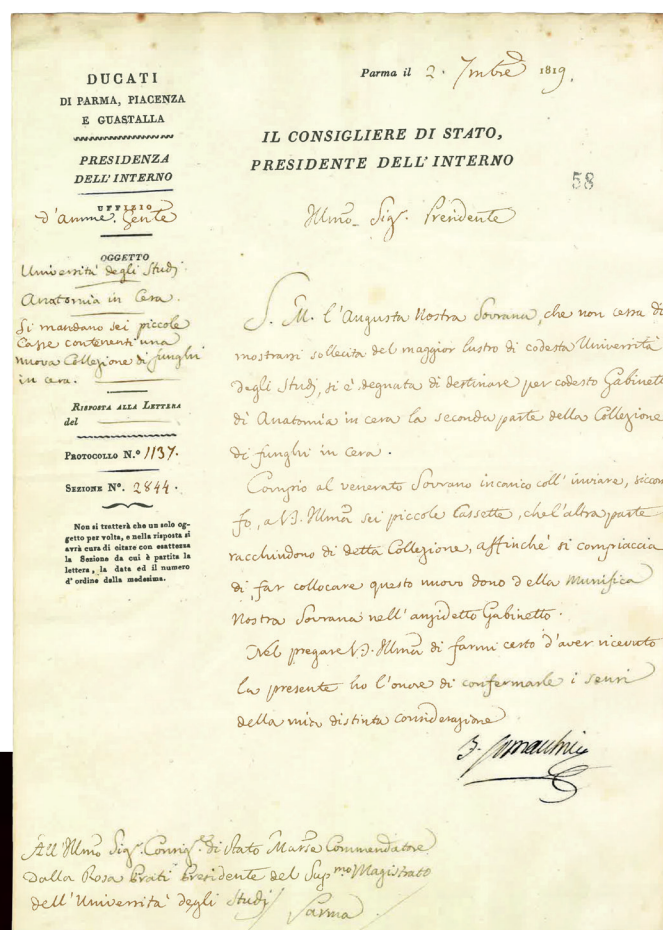 DUCATI
DI PARMA, PIACENZA
E GUASTALLA
PRESIDENZA
DELL'INTERNO
UFFIZIO
d'Amme. Gente
OGGETTO
Università degli Studj.
Anatomia in Cera.
Si mandano sei piccole
Casse contenenti una
nuova Collezione di funghi
in cera.
RISPOSTA ALLA LETTERA
del
PROTOCOLLO N.º 1137.
SEZIONE Nº. 2844.
Non si tratterà che un solo og-
getto per volta, e nella risposta si
avrà cura di citare con esattezza
la Sezione da cui è partita la
lettera, la data ed il numero
d'ordine della medesima.
Parma il 2. 7mbre 1819.
IL CONSIGLIERE DI STATO,
PRESIDENTE DELL'INTERNO
58
Illmo. Sigr. Presidente
S. M. l'Augusta Nostra Sovrana, che non cessa di
mostrarsi sollecita del maggior lustro di codesta Università
degli Studj, si è degnata di destinare per codesto Gabinett
di Anatomia in cera la seconda parte della Collezione
di funghi in cera.
Compio al venerato Sovrano incarico coll'inviare, siccom
fo, a V. S. Illma sei piccole Cassette, che l'altra parte
racchiudono di detta Collezione, affinchè si compiaccia
di far collocare questo nuovo dono della Munifica
Nostra Sovrana nell'anzidetto Gabinetto.
Nel pregare V. S. Illma di farmi certo d'aver ricevuto
la presente ho l'onore di confermarle i sensi
della mia distinta considerazione
All'Illmo Sigr. Consigre. di Stato Marse Commendatore
Dalla Rosa Prati Presidente del Supmo Magistrato
dell'Università degli Studj
Parma